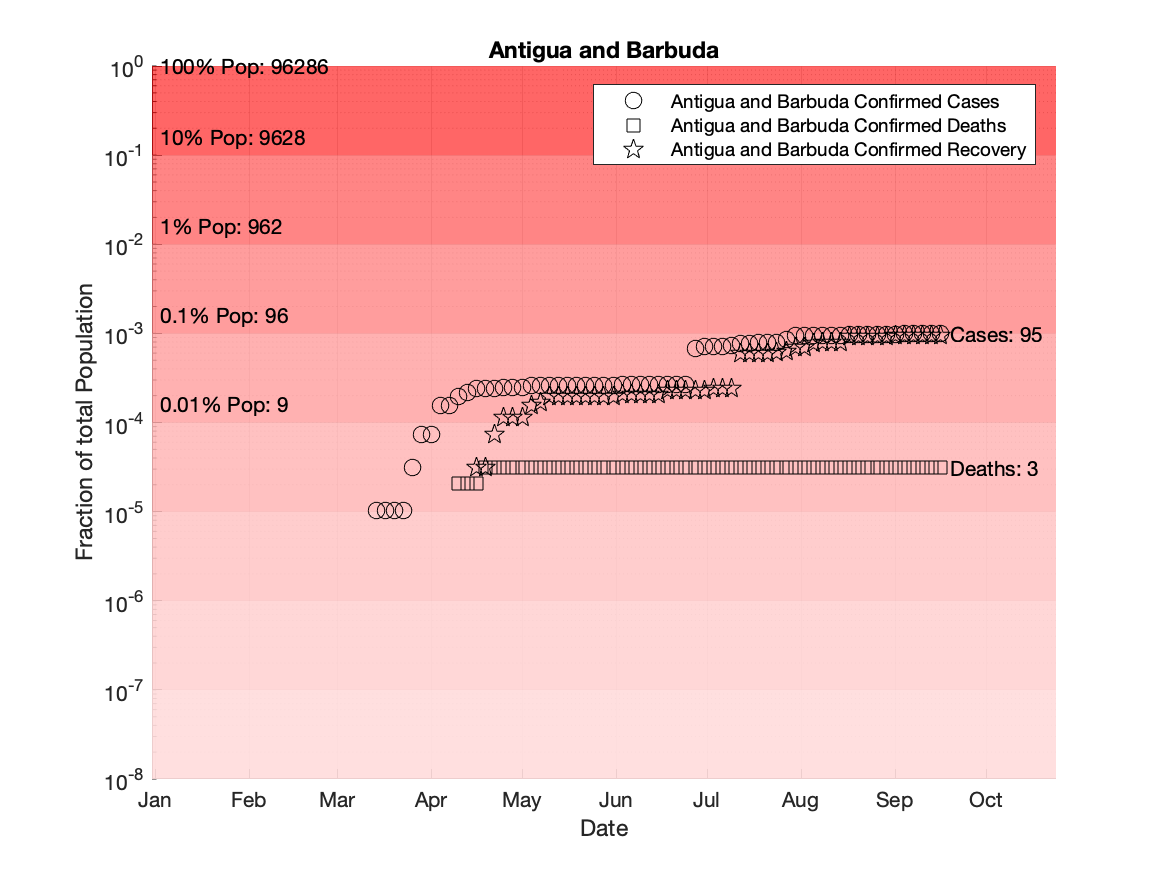 Antigua and Barbuda
10^0
100% Pop: 96286
Antigua and Barbuda Confirmed Cases
Antigua and Barbuda Confirmed Deaths
Antigua and Barbuda Confirmed Recovery
10% Pop: 9628
10^-1
1% Pop: 962
10^-2
0.1% Pop: 96
10^-3
Cases: 95
0.01% Pop: 9
10^-4
Deaths: 3
10^-5
10^-6
10^-7
10^-8
Fraction of total Population
Jan Feb Mar Apr May Jun Jul Aug Sep Oct
Date